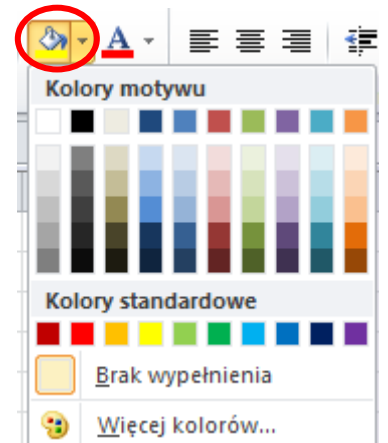 A
Kolory motywu
Kolory standardowe
Brak wypełnienia
Więcej kolorów...